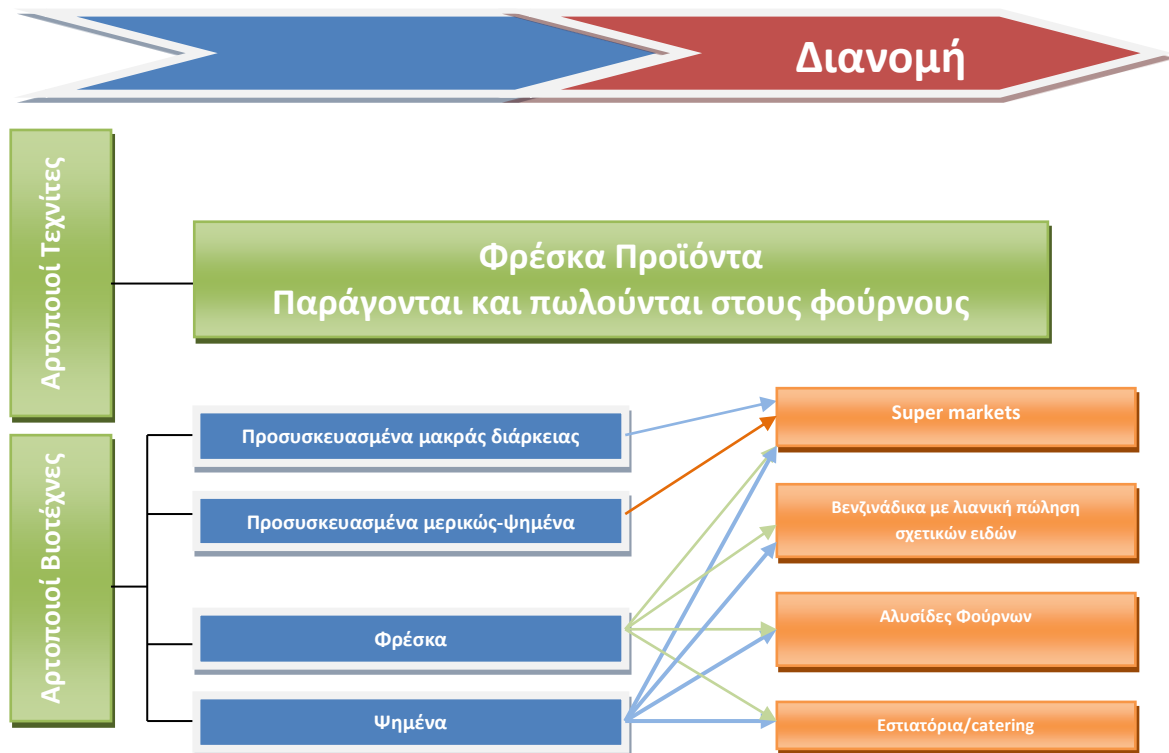 Διανομή
Αρτοποιοί Τεχνίτες
Φρέσκα Προϊόντα
Παράγονται και πωλούνται στους φούρνους
Αρτοποιοί Βιοτέχνες
Προσυσκευασμένα μακράς διάρκειας
Προσυσκευασμένα μερικώς-ψημένα
Φρέσκα
Ψημένα
Super markets
Βενζινάδικα με λιανική πώληση
σχετικών ειδών
Αλυσίδες Φούρνων
Εστιατόρια/catering